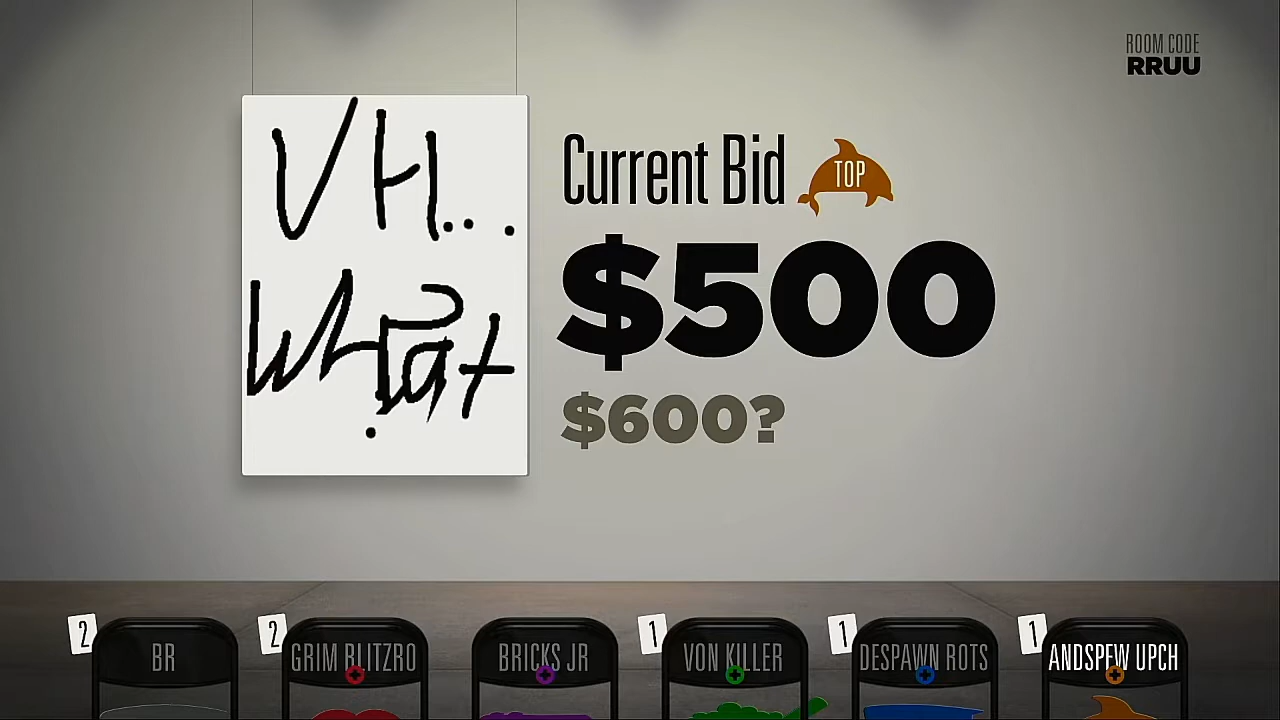 ROOM CODE
RRUU
VH...
What
Current Bid
TOP
$500
$600?
2 BR
2 GRIM BLITZRO
BRICKS JR
1 VON KILLER
1 DESPAWN ROTS
1 ANDSPEW UPCH